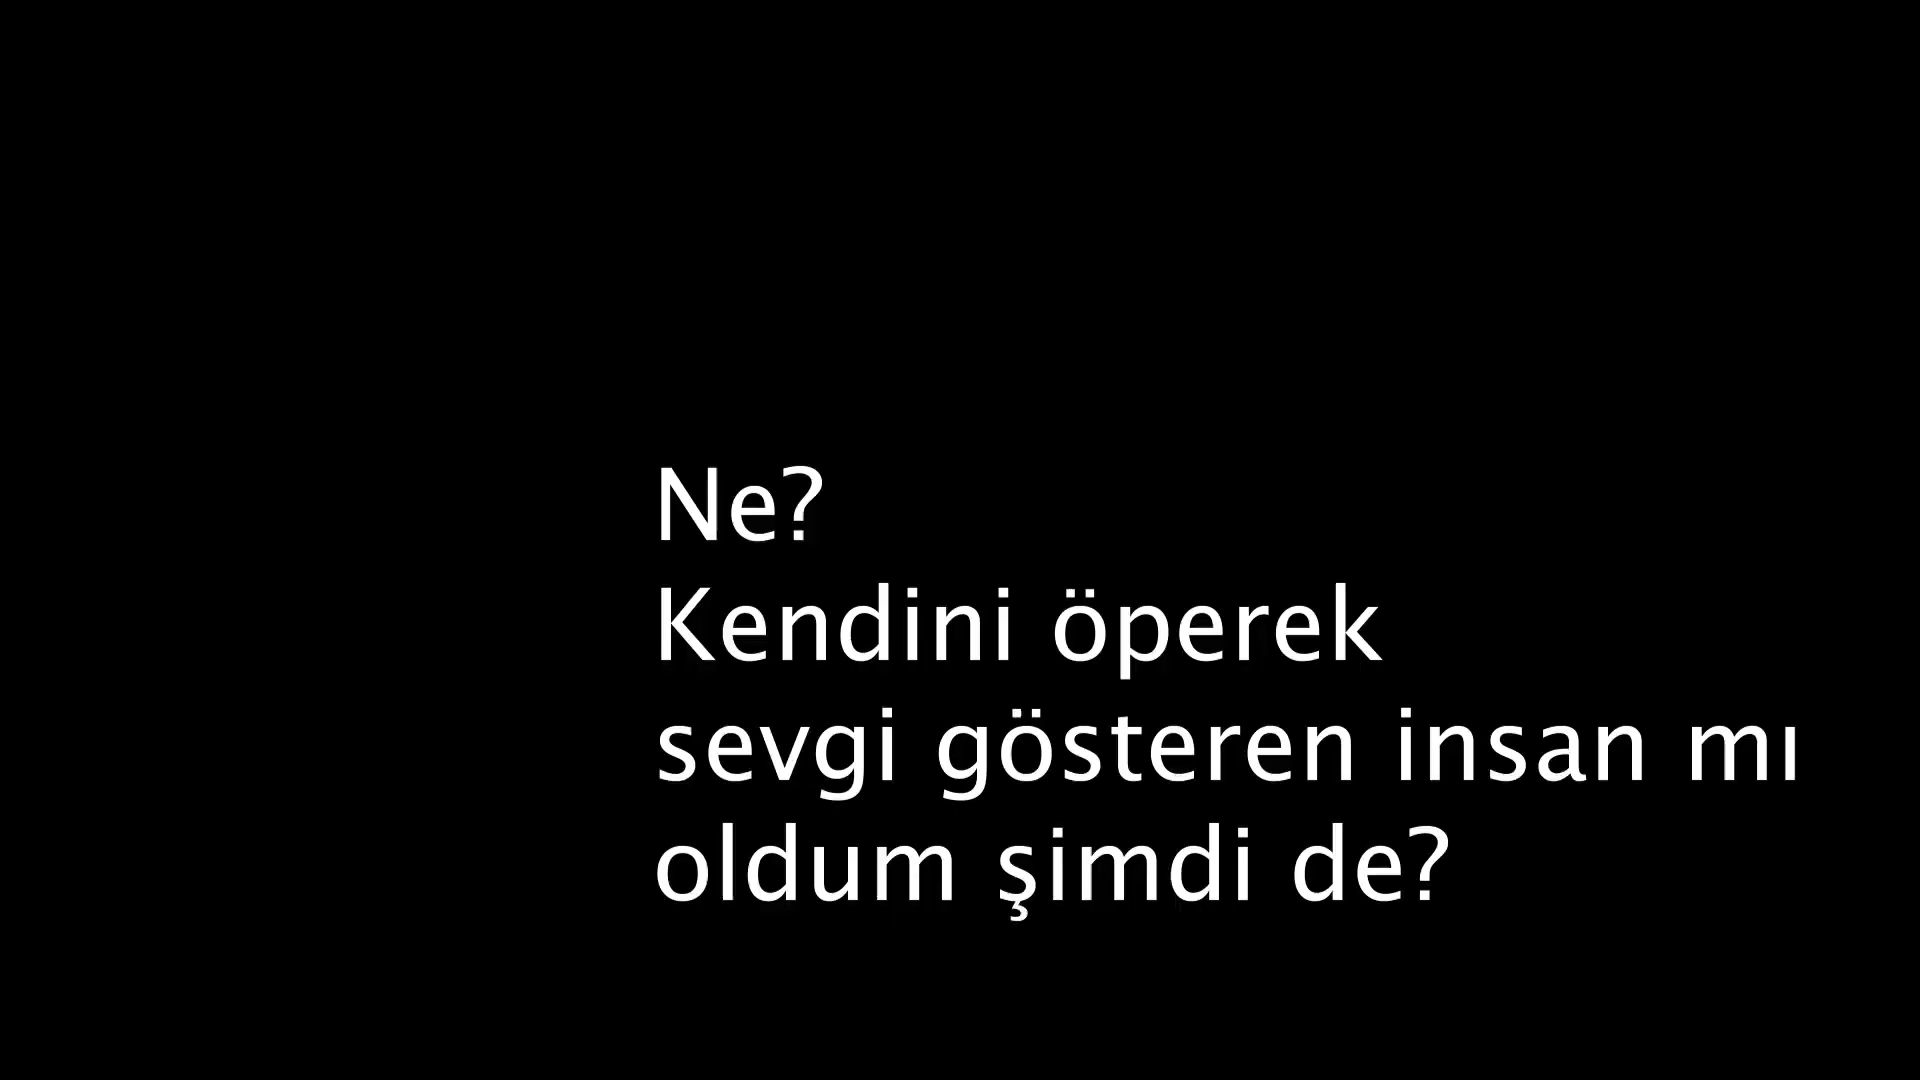 Ne?
Kendini öperek
sevgi gösteren insan mı
oldum şimdi de?